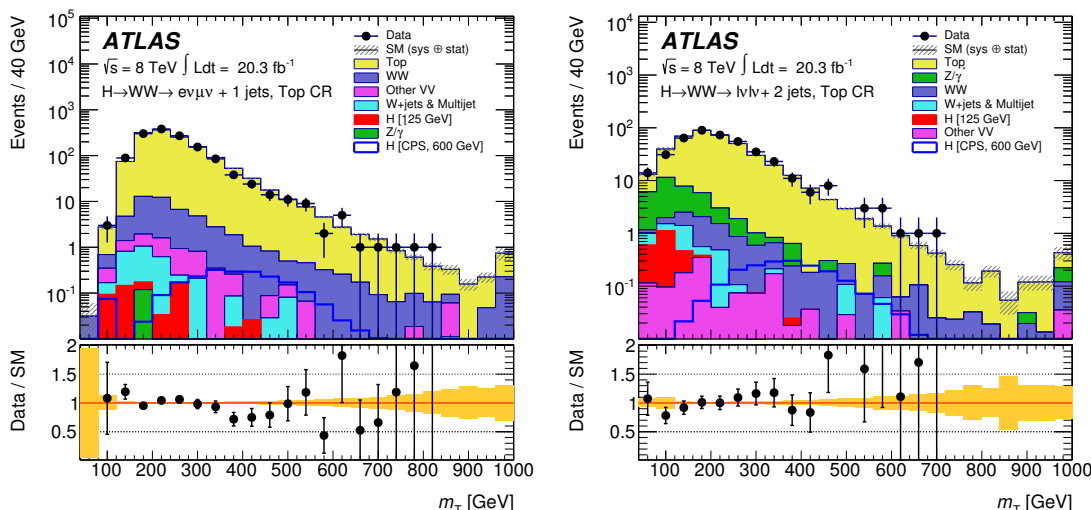 Events / 40 GeV
10⁵
10⁴
10³
10²
10
1
10⁻¹
ATLAS
√s = 8 TeV ∫ Ldt = 20.3 fb⁻¹
H→WW→ eνμν + 1 jets, Top CR
Data
SM (sys ⊕ stat)
Top
WW
Other VV
W+jets & Multijet
H [125 GeV]
Z/γ
H [CPS, 600 GeV]
Data / SM
2
1.5
1
0.5
100 200 300 400 500 600 700 800 900 1000
m_T [GeV]
Events / 40 GeV
10⁴
10³
10²
10
1
10⁻¹
ATLAS
√s = 8 TeV ∫ Ldt = 20.3 fb⁻¹
H→WW→ lνlν + 2 jets, Top CR
Data
SM (sys ⊕ stat)
Top
Z/γ
WW
W+jets & Multijet
H [125 GeV]
Other VV
H [CPS, 600 GeV]
Data / SM
2
1.5
1
0.5
100 200 300 400 500 600 700 800 900 1000
m_T [GeV]